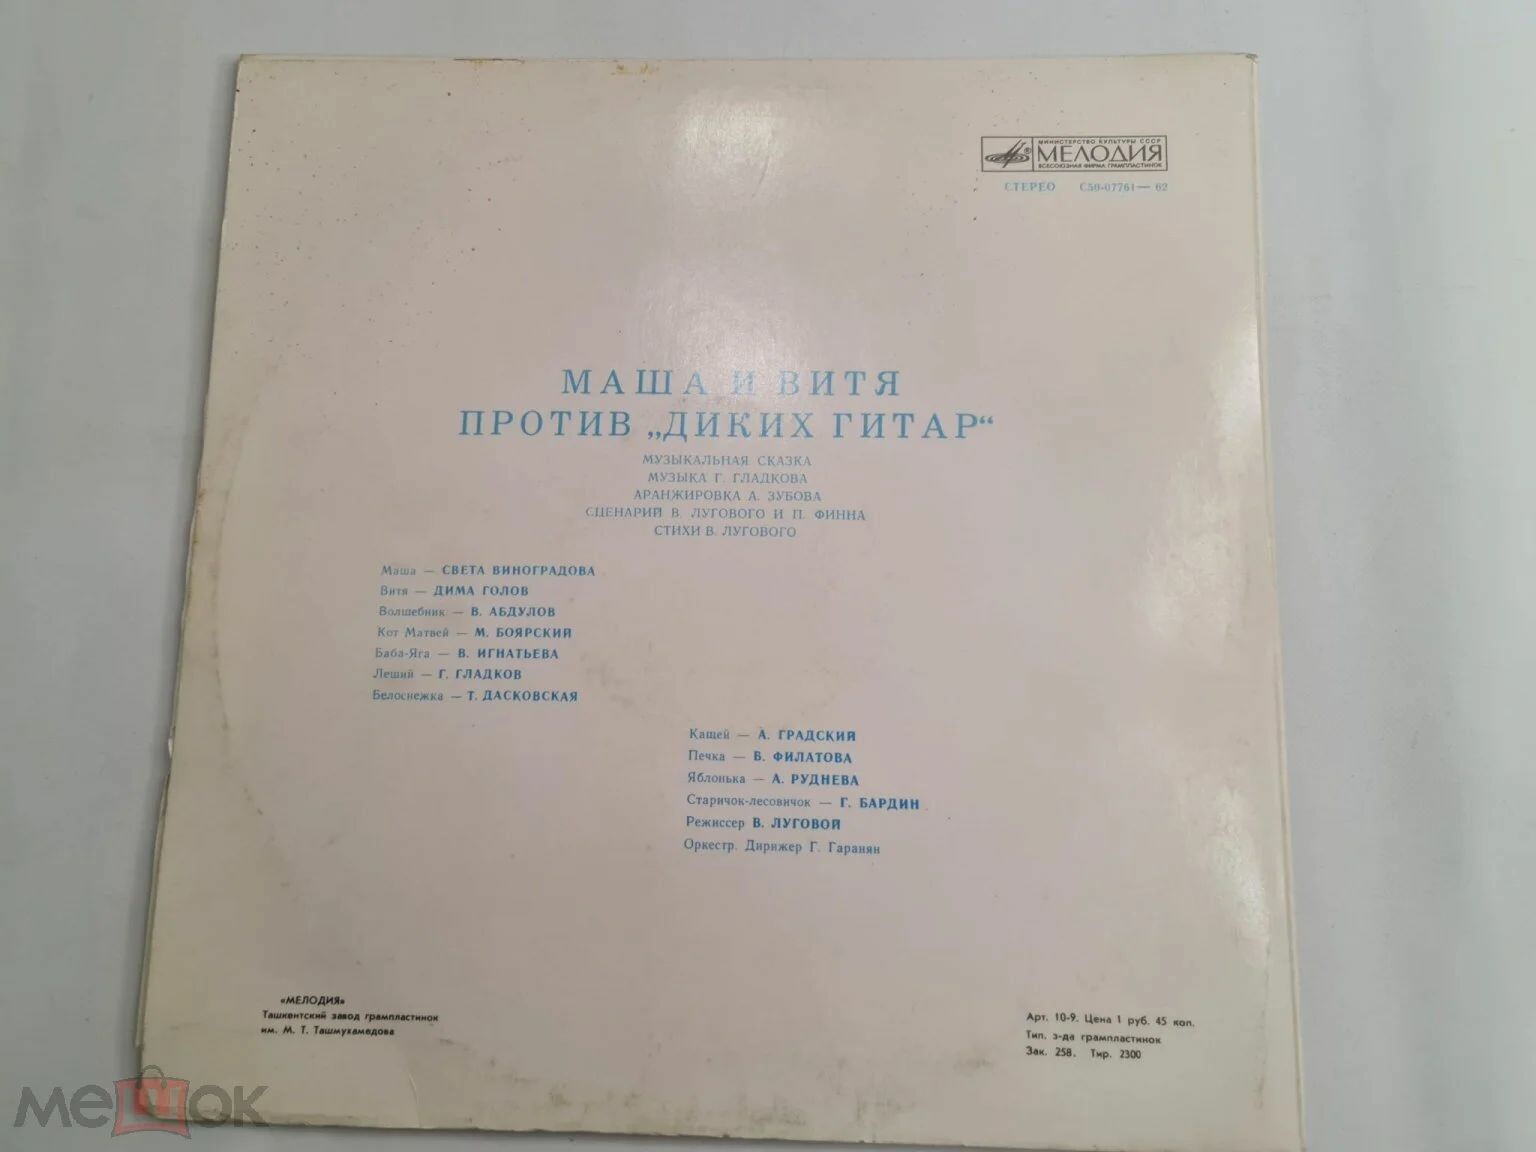 МИНИСТЕРСТВО КУЛЬТУРЫ СССР
МЕЛОДИЯ
ВСЕСОЮЗНАЯ ФИРМА ГРАМПЛАСТИНОК
СТЕРЕО С50-07761—62
МАША И ВИТЯ
ПРОТИВ „ДИКИХ ГИТАР“
МУЗЫКАЛЬНАЯ СКАЗКА
МУЗЫКА Г. ГЛАДКОВА
АРАНЖИРОВКА А. ЗУБОВА
СЦЕНАРИЙ В. ЛУГОВОГО И П. ФИННА
СТИХИ В. ЛУГОВОГО
Маша — СВЕТА ВИНОГРАДОВА
Витя — ДИМА ГОЛОВ
Волшебник — В. АБДУЛОВ
Кот Матвей — М. БОЯРСКИЙ
Баба-Яга — В. ИГНАТЬЕВА
Леший — Г. ГЛАДКОВ
Белоснежка — Т. ДАСКОВСКАЯ
Кащей — А. ГРАДСКИЙ
Печка — В. ФИЛАТОВА
Яблонька — А. РУДНЕВА
Старичок-лесовичок — Г. БАРДИН
Режиссер В. ЛУГОВОЙ
Оркестр. Дирижер Г. Гаранян
«МЕЛОДИЯ»
Ташкентский завод грампластинок
им. М. Т. Ташмухамедова
Арт. 10-9. Цена 1 руб. 45 коп.
Тип. з-да грампластинок
Зак. 258. Тир. 2300
мешок